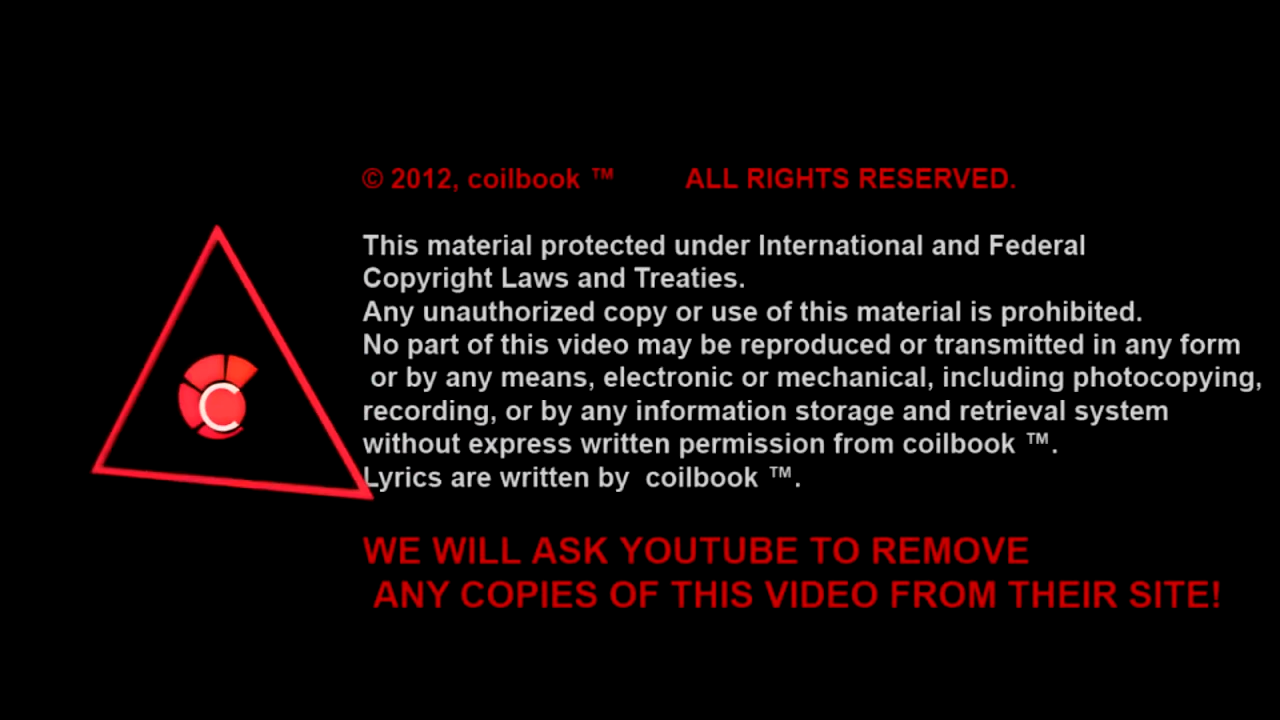 © 2012, coilbook ™ ALL RIGHTS RESERVED.
This material protected under International and Federal
Copyright Laws and Treaties.
Any unauthorized copy or use of this material is prohibited.
No part of this video may be reproduced or transmitted in any form
or by any means, electronic or mechanical, including photocopying,
recording, or by any information storage and retrieval system
without express written permission from coilbook ™.
Lyrics are written by coilbook ™.
WE WILL ASK YOUTUBE TO REMOVE
ANY COPIES OF THIS VIDEO FROM THEIR SITE!
C